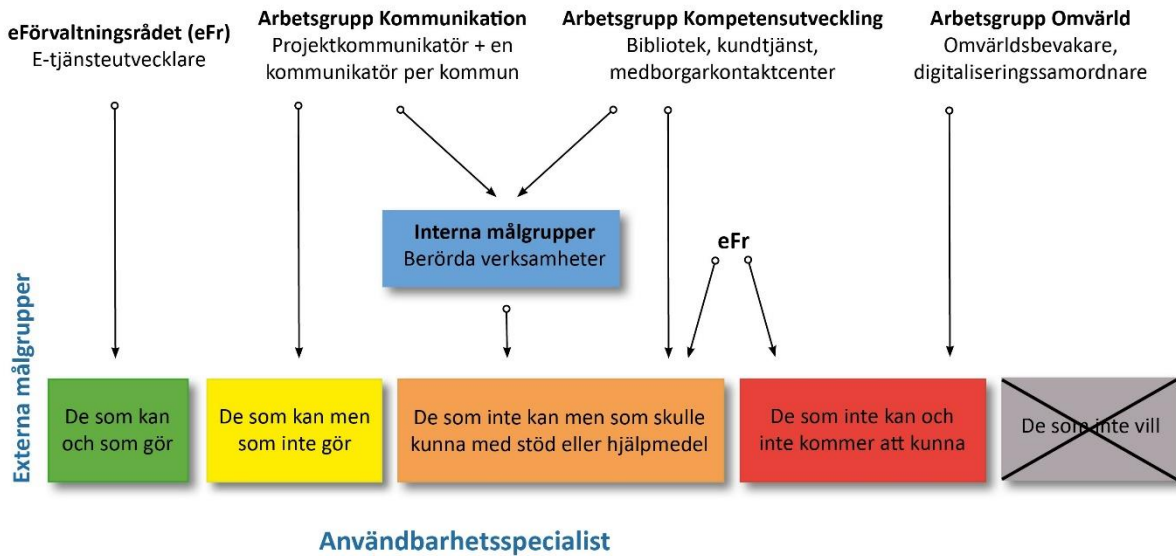 eFörvaltningsrådet (eFr)
E-tjänsteutvecklare
Arbetsgrupp Kommunikation
Projektkommunikatör + en
kommunikatör per kommun
Arbetsgrupp Kompetensutveckling
Bibliotek, kundtjänst,
medborgarkontaktcenter
Arbetsgrupp Omvärld
Omvärldsbevakare,
digitaliseringssamordnare
Interna målgrupper
Berörda verksamheter
eFr
Externa målgrupper
De som kan
och som gör
De som kan men
som inte gör
De som inte kan men som skulle
kunna med stöd eller hjälpmedel
De som inte kan och
inte kommer att kunna
De som inte vill
Användbarhetsspecialist